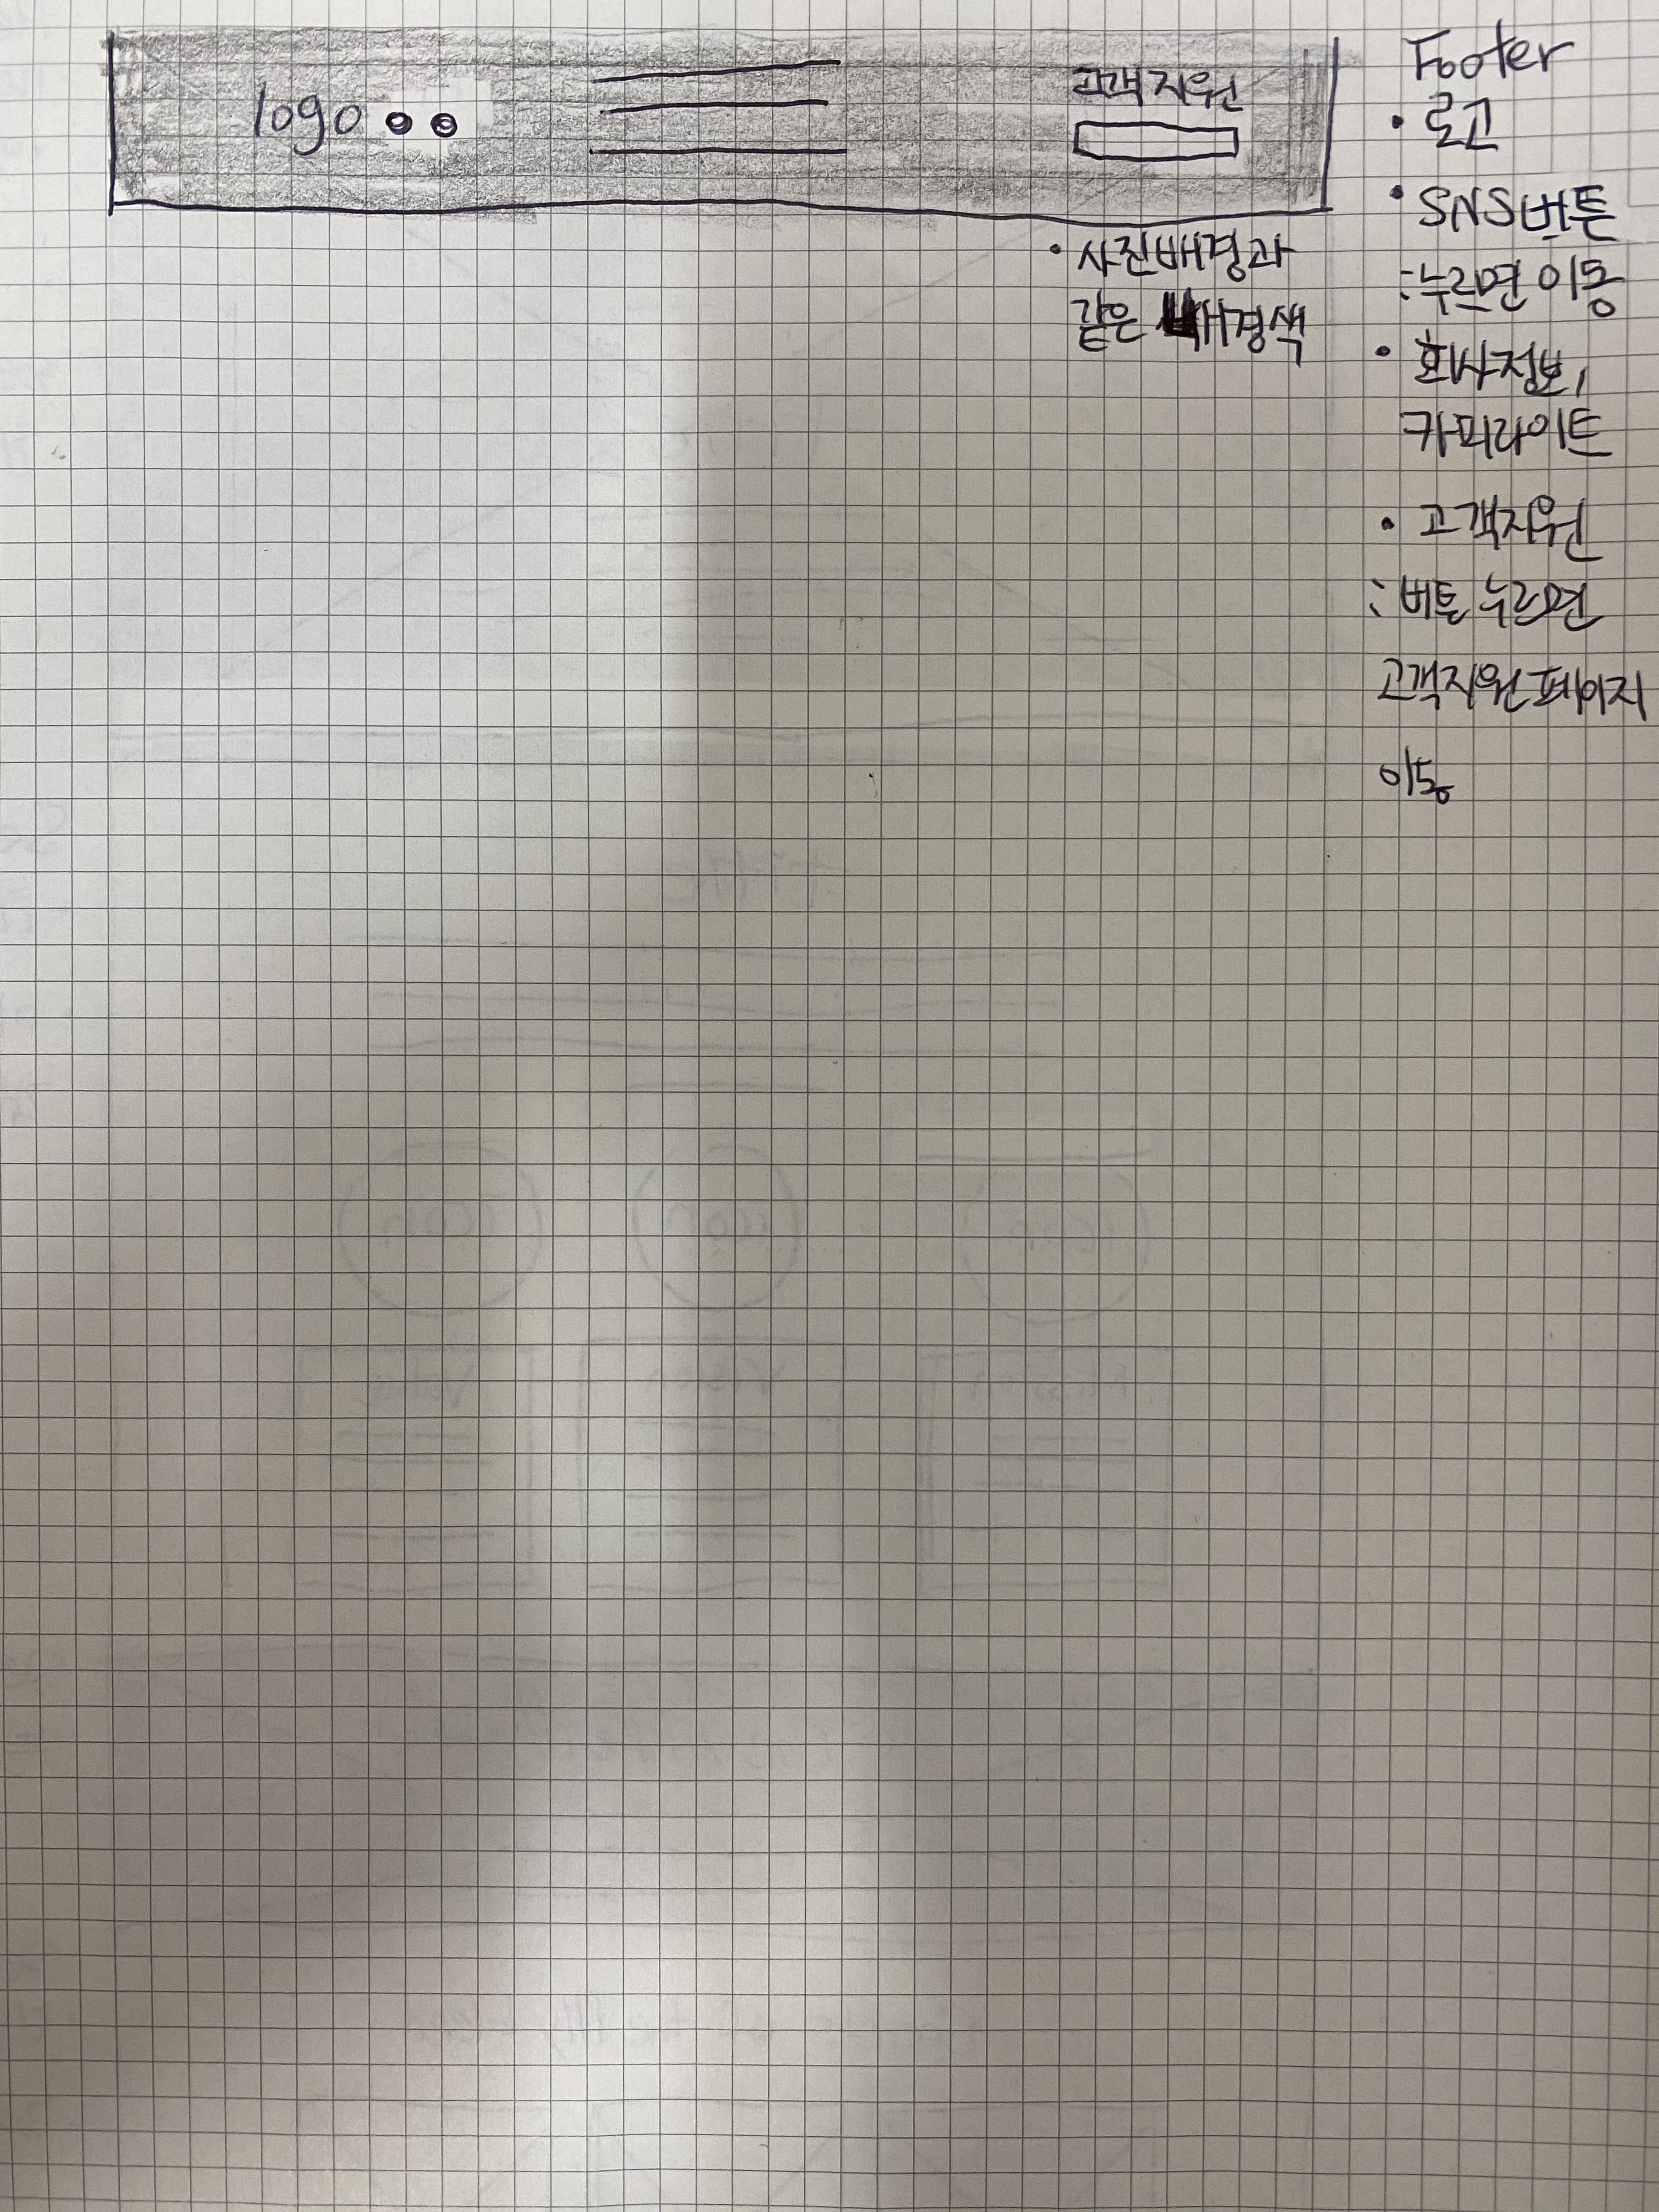 logo
고객지원
• 사진배경과
같은 배경색
Footer
• 로고
• SNS버튼
: 누르면 이동
• 회사정보,
카피라이트
• 고객지원
: 버튼 누르면
고객지원 페이지
이동